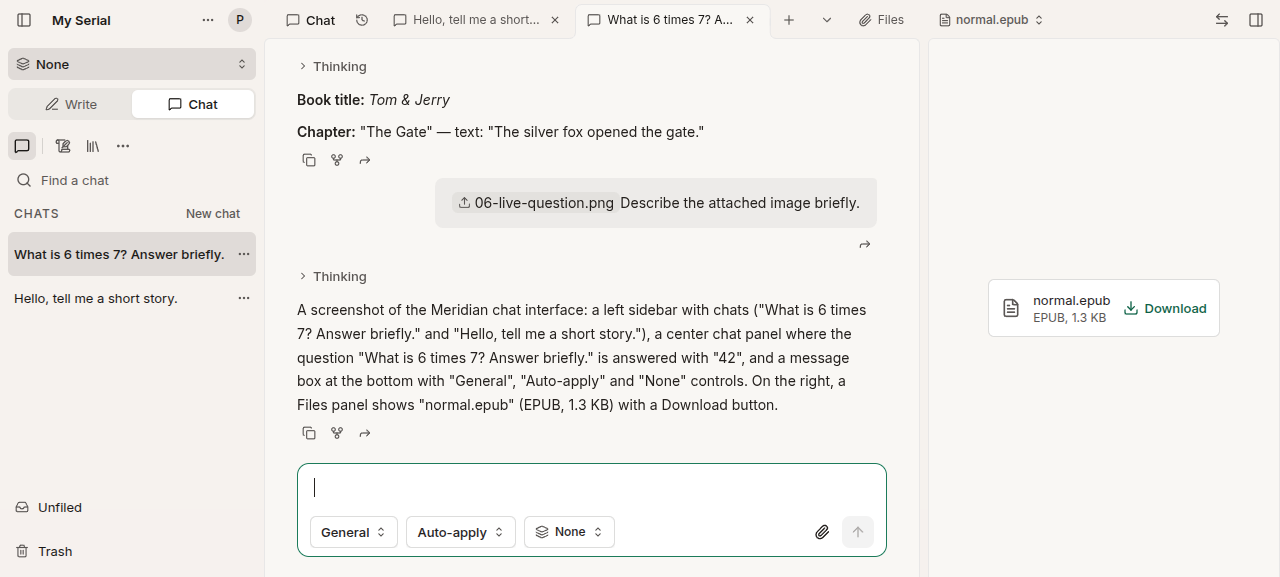 My Serial
P
None
Write
Chat
Find a chat
CHATS
New chat
What is 6 times 7? Answer briefly.
Hello, tell me a short story.
Unfiled
Trash
Chat
Hello, tell me a short...
What is 6 times 7? A...
Files
normal.epub
Thinking
Book title: Tom & Jerry
Chapter: "The Gate" — text: "The silver fox opened the gate."
06-live-question.png Describe the attached image briefly.
Thinking
A screenshot of the Meridian chat interface: a left sidebar with chats ("What is 6 times
7? Answer briefly." and "Hello, tell me a short story."), a center chat panel where the
question "What is 6 times 7? Answer briefly." is answered with "42", and a message
box at the bottom with "General", "Auto-apply" and "None" controls. On the right, a
Files panel shows "normal.epub" (EPUB, 1.3 KB) with a Download button.
General
Auto-apply
None
normal.epub
EPUB, 1.3 KB
Download